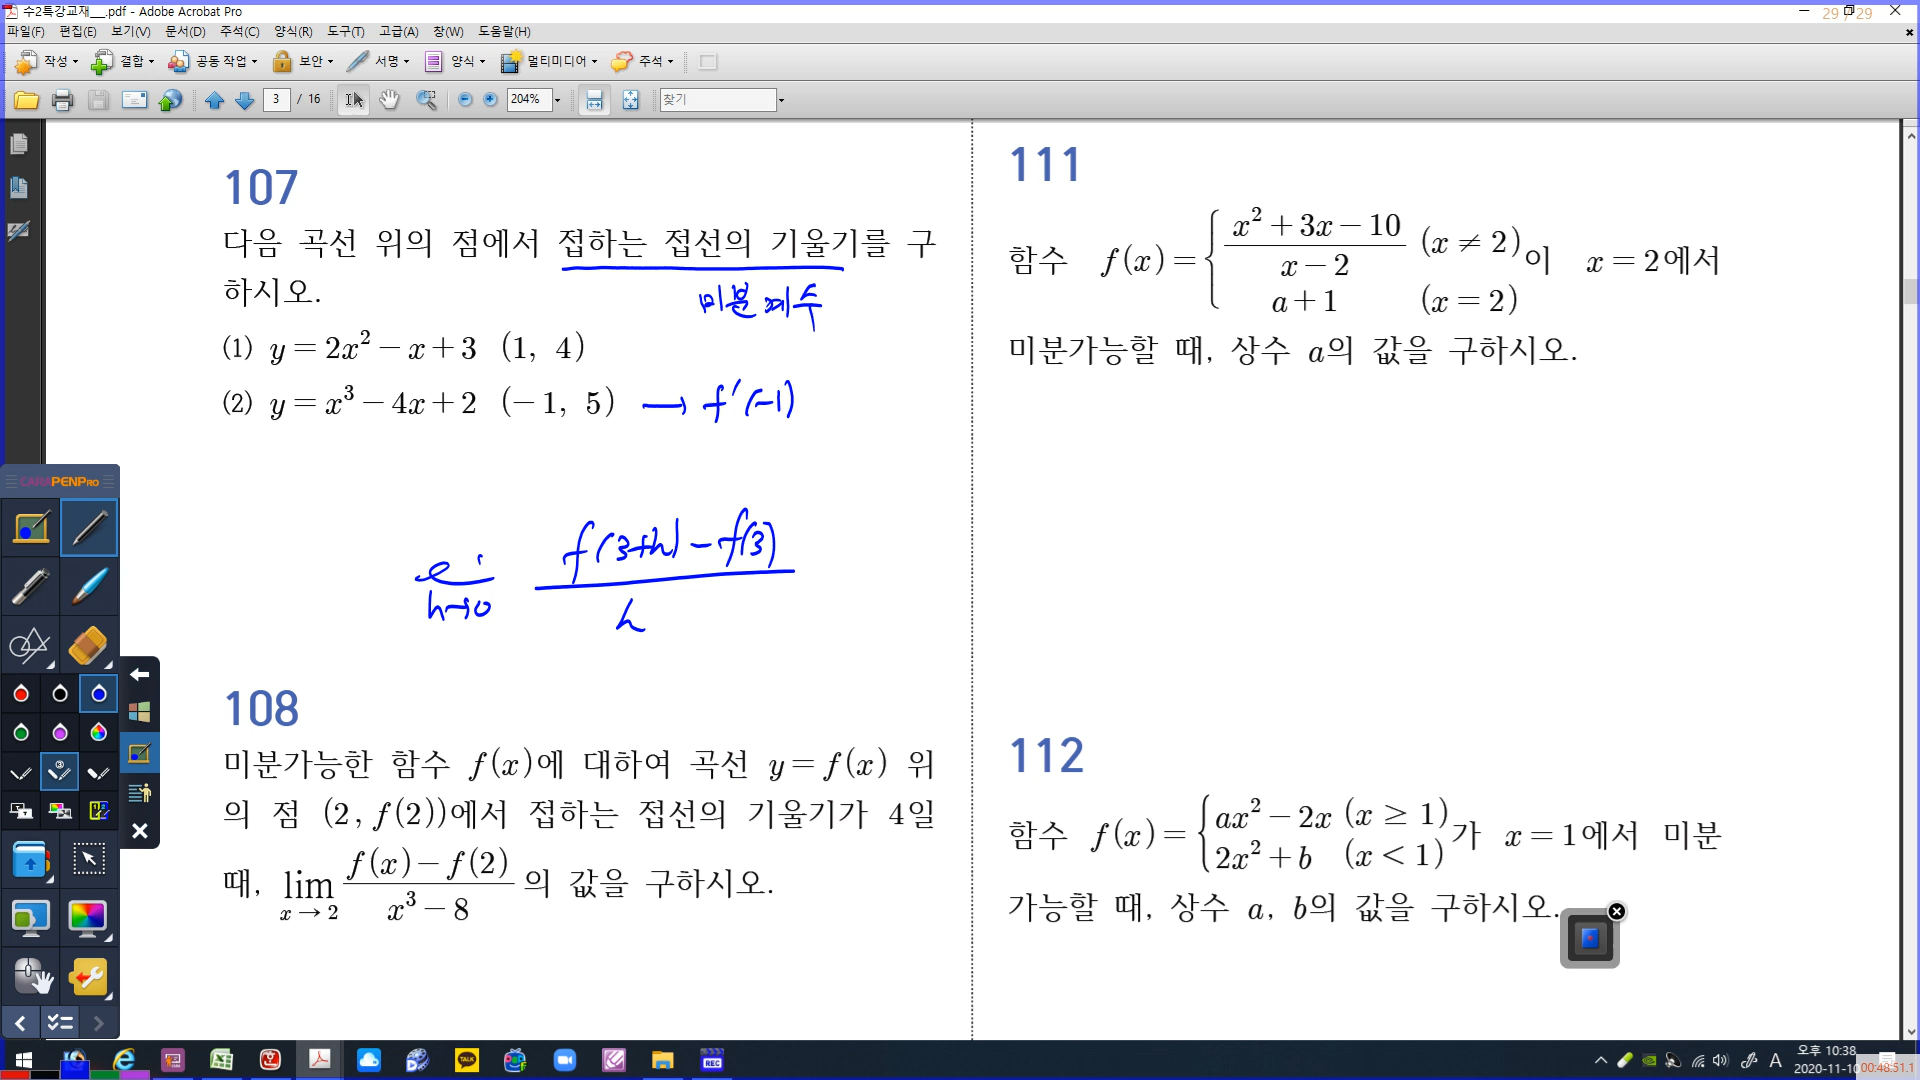 수2특강교재__.pdf - Adobe Acrobat Pro
29 / 29
파일(F) 편집(E) 보기(V) 문서(D) 주석(C) 양식(R) 도구(T) 고급(A) 창(W) 도움말(H)
작성 결합 공동 작업 보안 서명 양식 멀티미디어 주석
3 / 16 204% 찾기
107
다음 곡선 위의 점에서 접하는 접선의 기울기를 구
하시오.
미분계수
(1) y = 2x² − x + 3 (1, 4)
(2) y = x³ − 4x + 2 (−1, 5) → f′(−1)
lim h→0 f(3+h) − f(3) / h
108
미분가능한 함수 f(x)에 대하여 곡선 y = f(x) 위
의 점 (2, f(2))에서 접하는 접선의 기울기가 4일
때, lim x→2 f(x) − f(2) / x³ − 8 의 값을 구하시오.
111
함수 f(x) = { x² + 3x − 10 / x − 2 (x ≠ 2) 이 x = 2에서
a + 1 (x = 2)
미분가능할 때, 상수 a의 값을 구하시오.
112
함수 f(x) = { ax² − 2x (x ≥ 1) 가 x = 1에서 미분
2x² + b (x < 1)
가능할 때, 상수 a, b의 값을 구하시오.
CARAPENPRO
③
TALK
REC
A
오후 10:38
2020-11-10
00:48:51.1